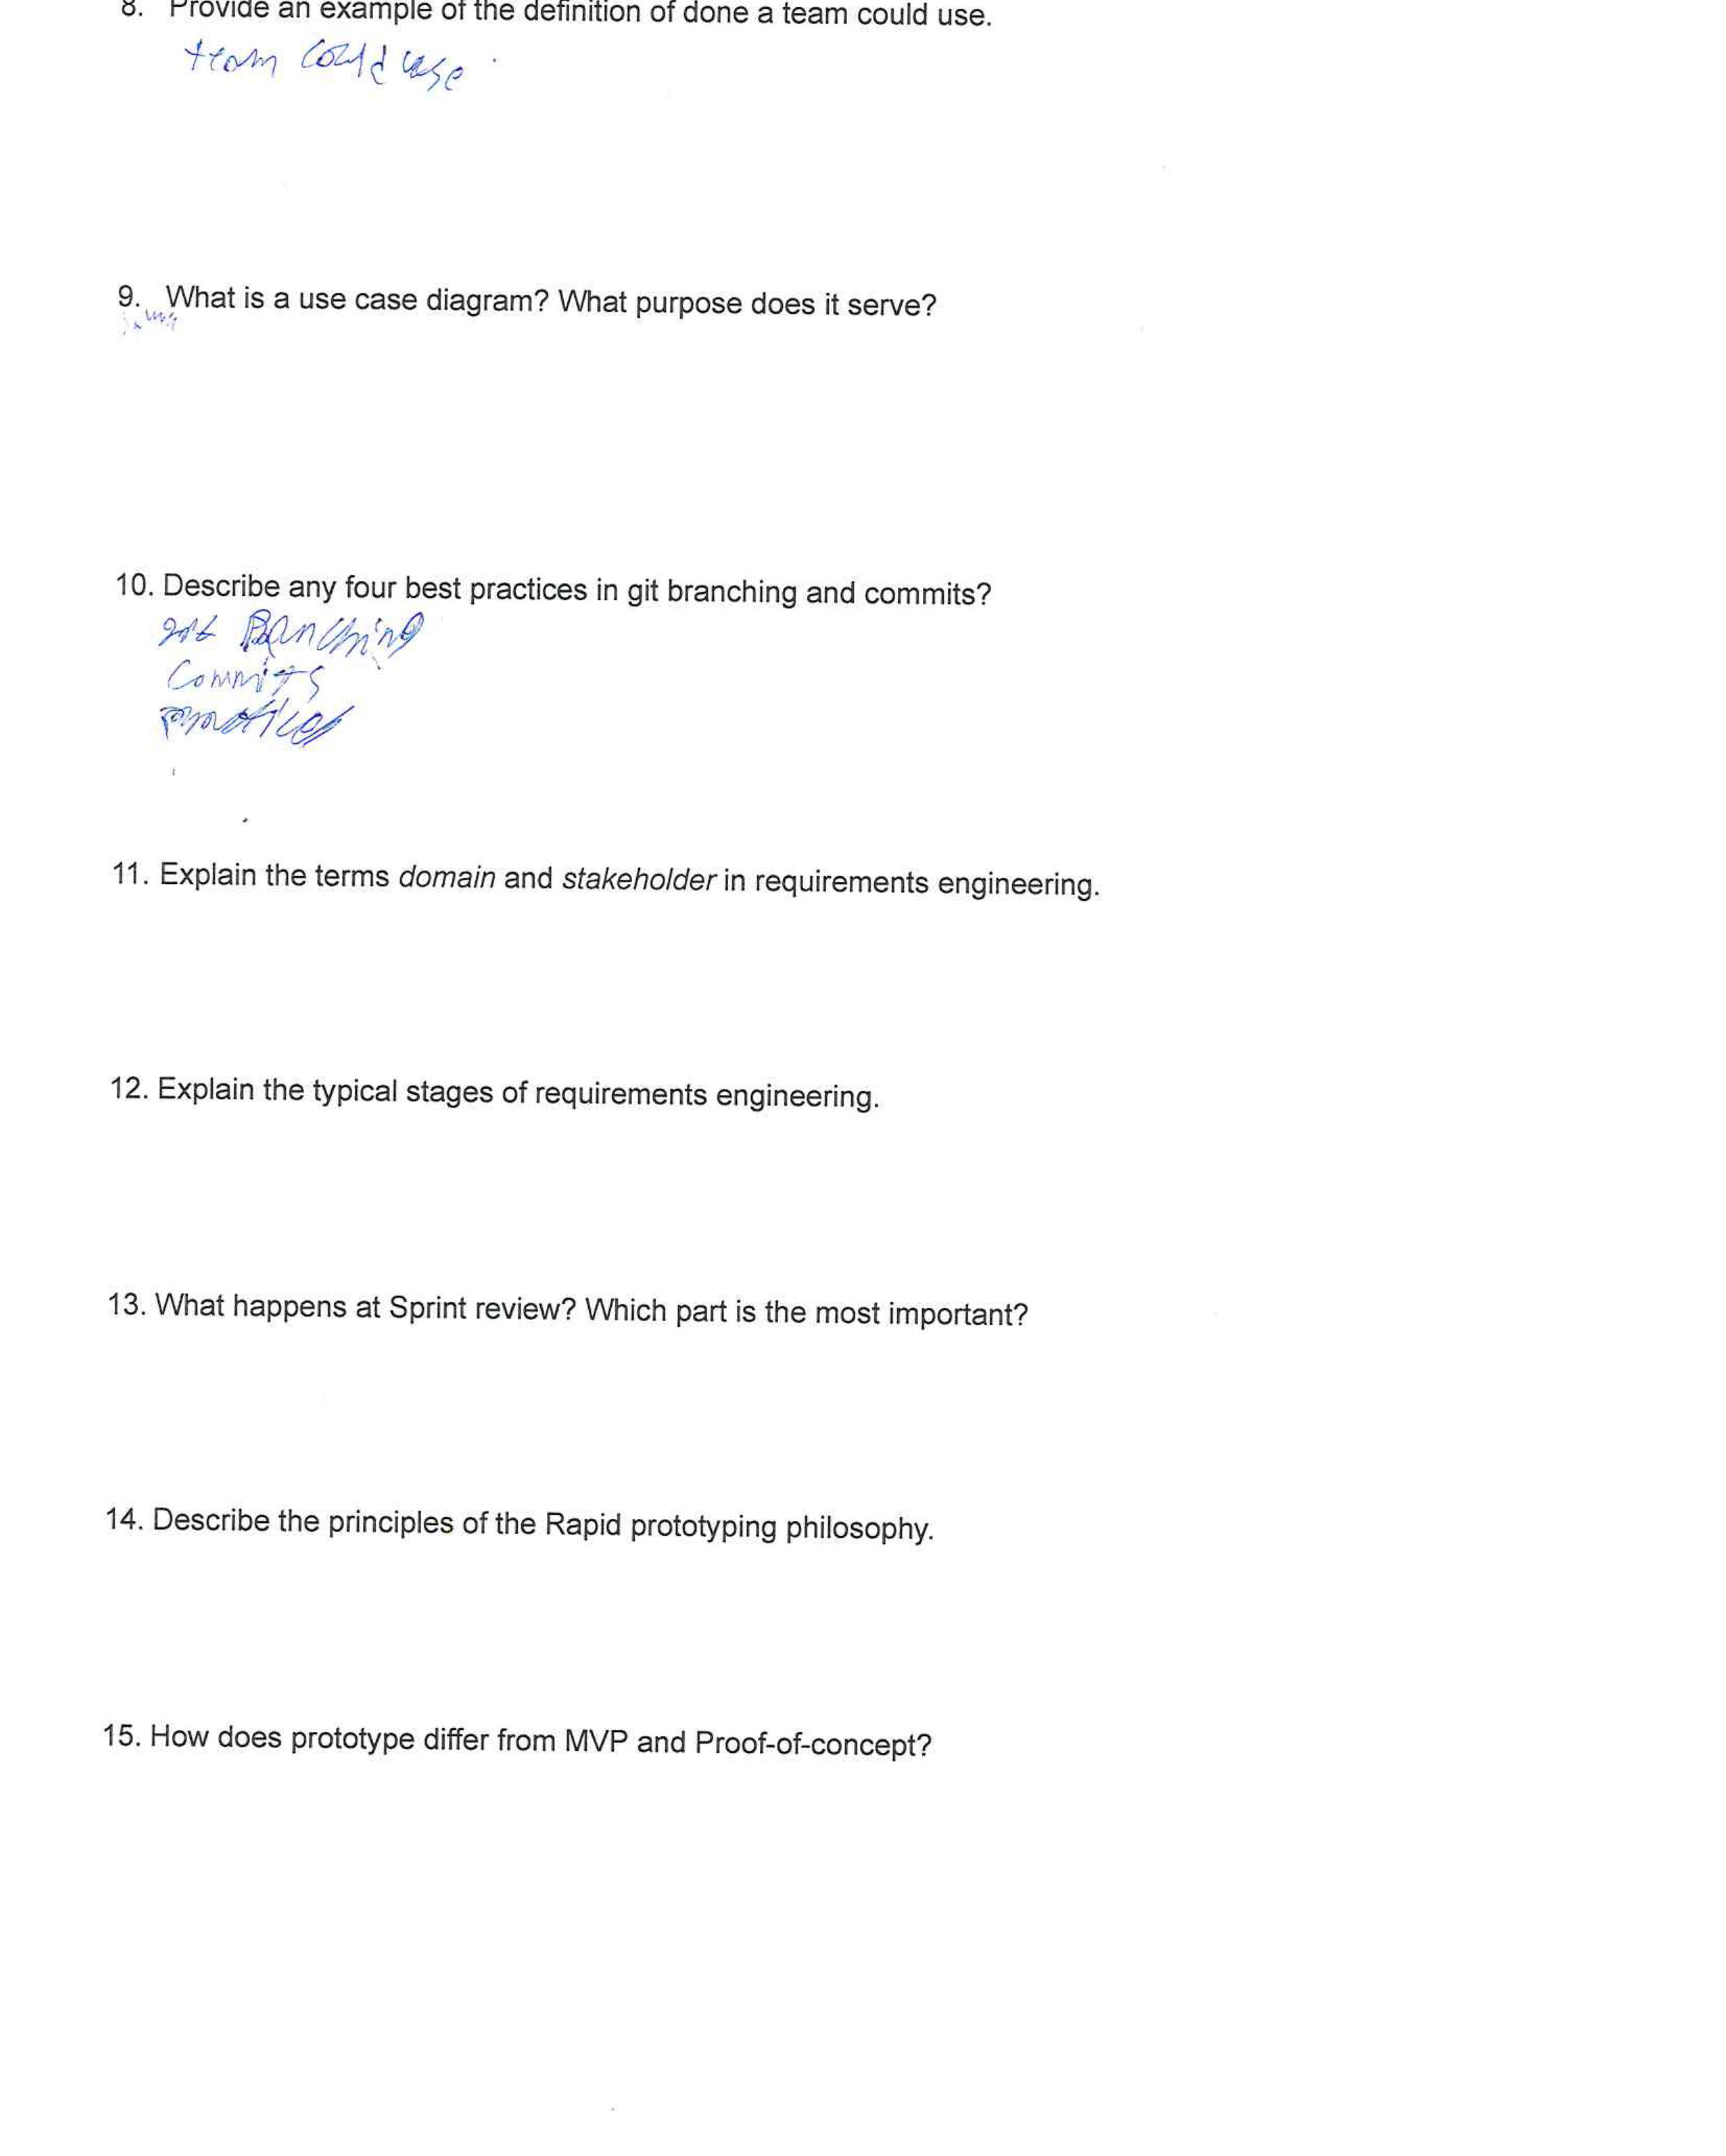 8. Provide an example of the definition of done a team could use.
team could use.
9. What is a use case diagram? What purpose does it serve?
10. Describe any four best practices in git branching and commits?
git Banching
Commits
practices
11. Explain the terms domain and stakeholder in requirements engineering.
12. Explain the typical stages of requirements engineering.
13. What happens at Sprint review? Which part is the most important?
14. Describe the principles of the Rapid prototyping philosophy.
15. How does prototype differ from MVP and Proof-of-concept?